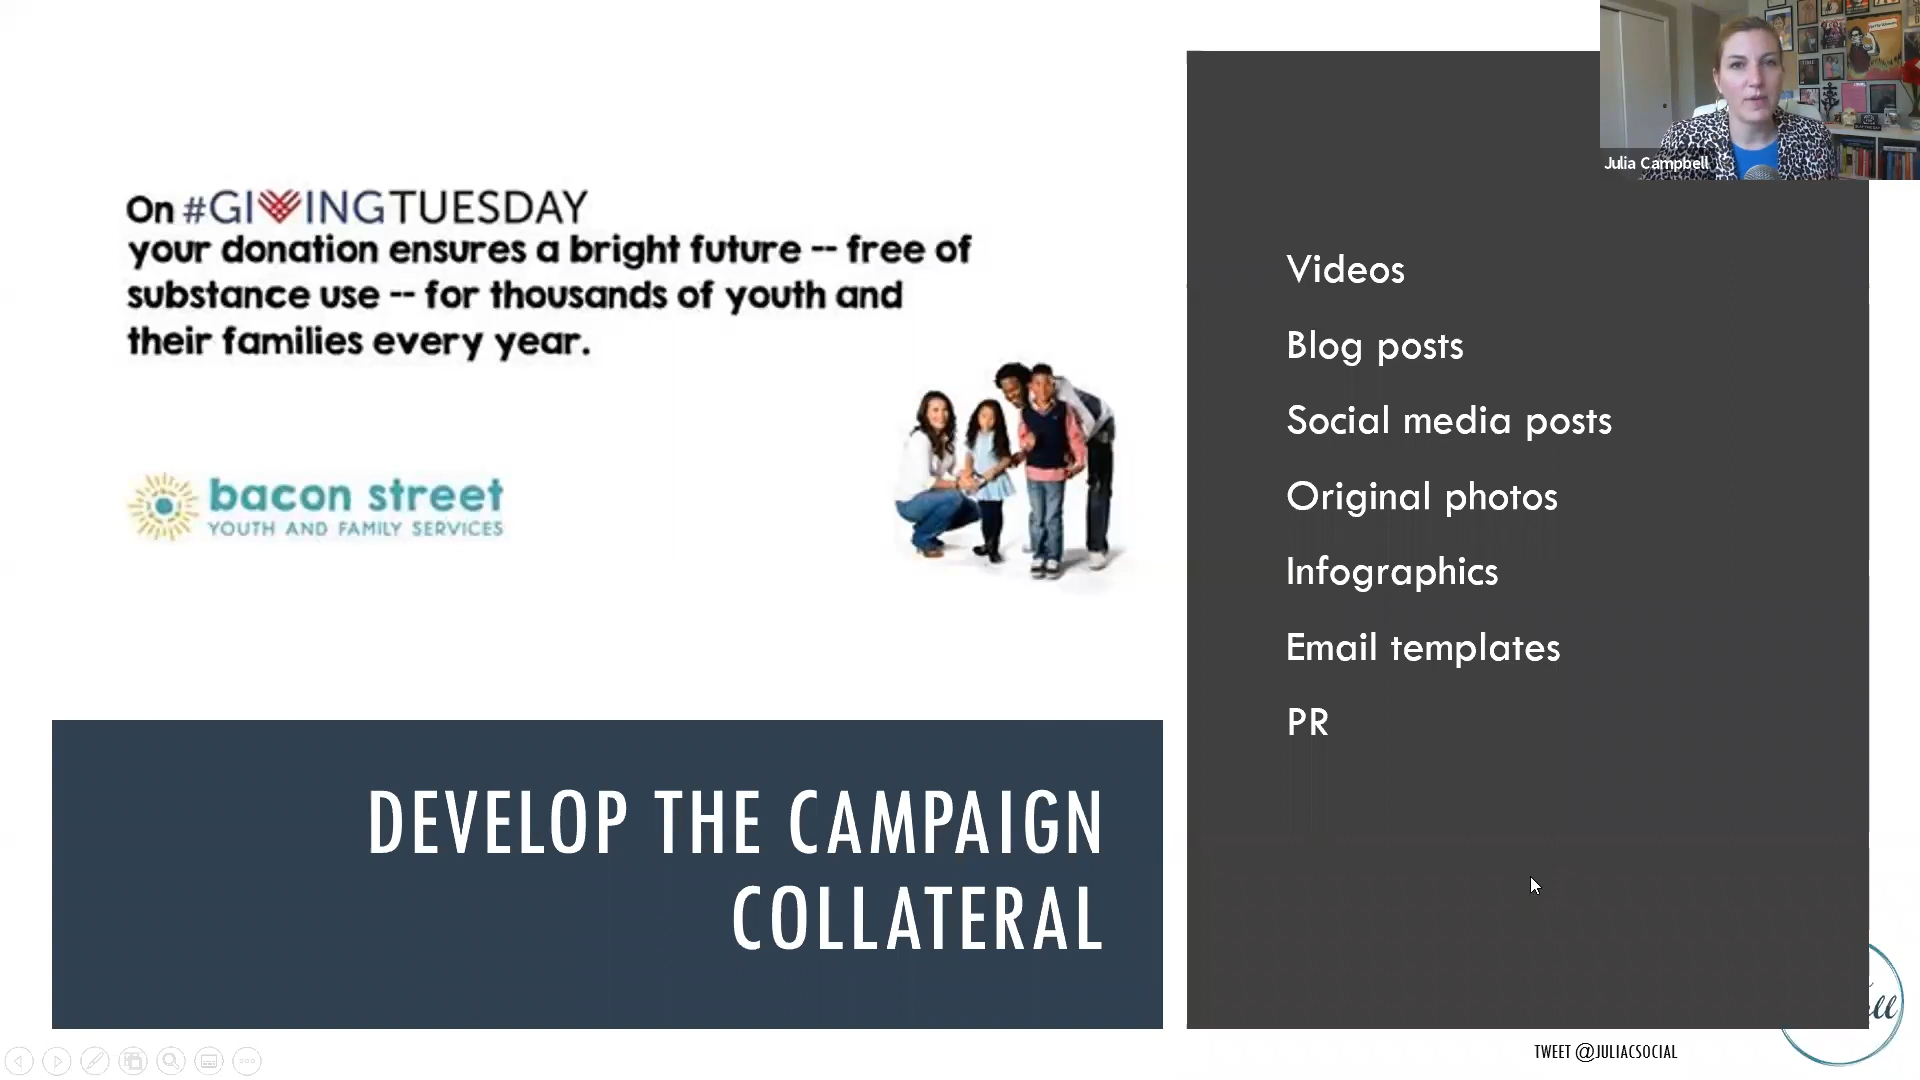 On #GIVINGTUESDAY
your donation ensures a bright future -- free of
substance use -- for thousands of youth and
their families every year.
bacon street
YOUTH AND FAMILY SERVICES
DEVELOP THE CAMPAIGN
COLLATERAL
Videos
Blog posts
Social media posts
Original photos
Infographics
Email templates
PR
Julia Campbell
TWEET @JULIACSOCIAL